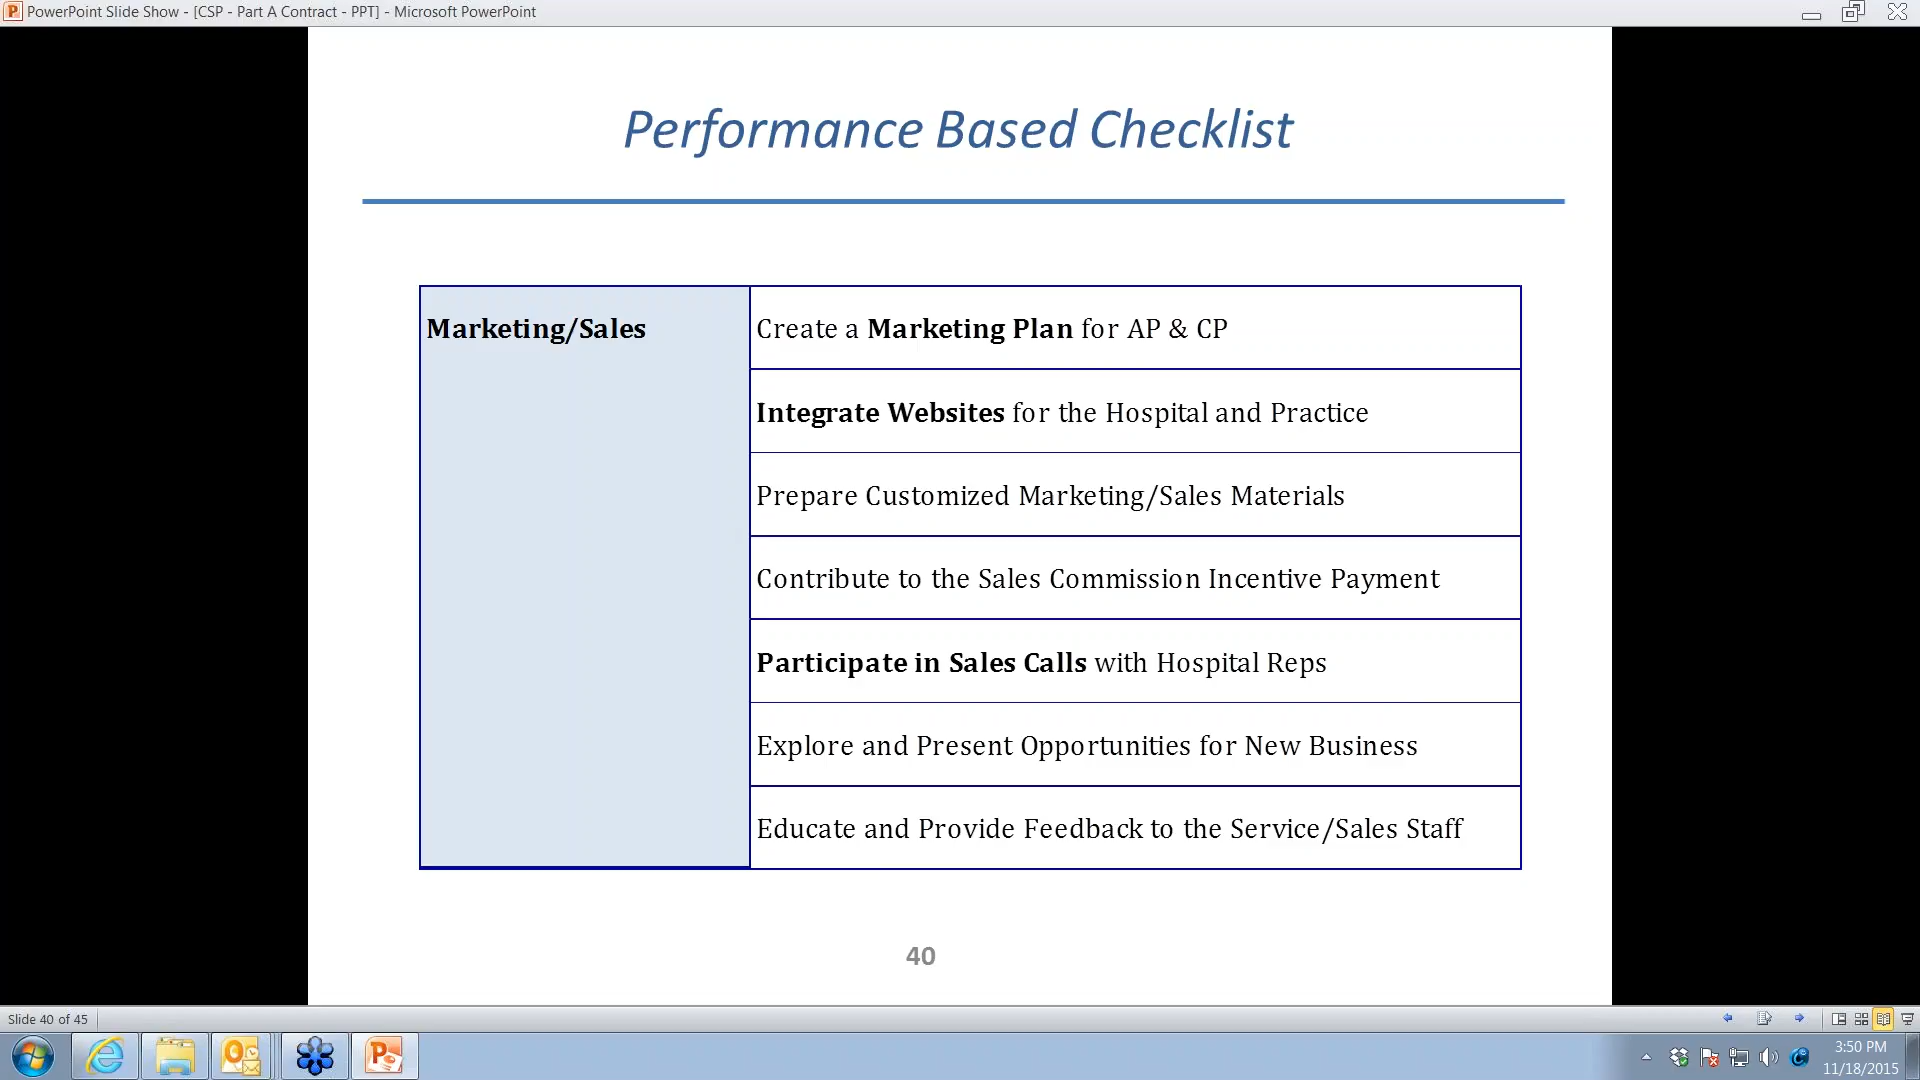 PowerPoint Slide Show - [CSP - Part A Contract - PPT] - Microsoft PowerPoint
Performance Based Checklist
Marketing/Sales
Create a Marketing Plan for AP & CP
Integrate Websites for the Hospital and Practice
Prepare Customized Marketing/Sales Materials
Contribute to the Sales Commission Incentive Payment
Participate in Sales Calls with Hospital Reps
Explore and Present Opportunities for New Business
Educate and Provide Feedback to the Service/Sales Staff
40
Slide 40 of 45
3:50 PM
11/18/2015